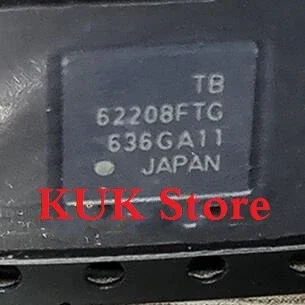 TB
62208FTG
636GA11
JAPAN
KUK Store